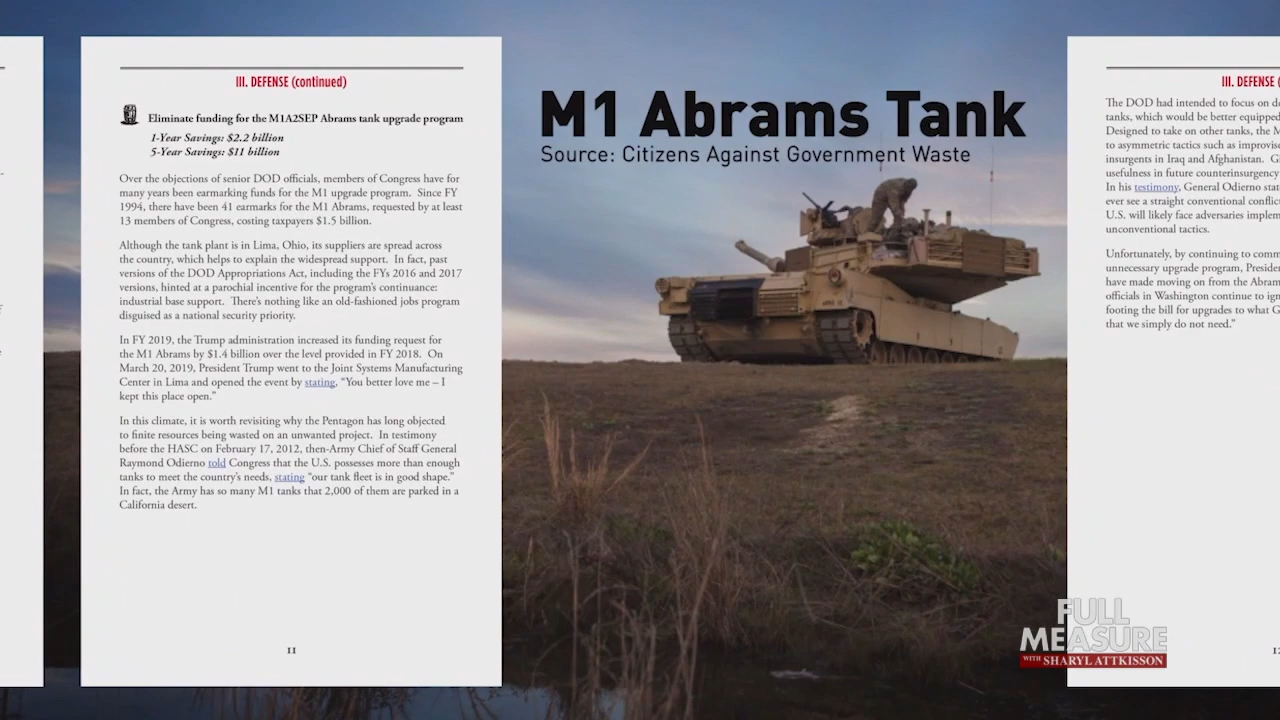 III. DEFENSE (continued)
Eliminate funding for the M1A2SEP Abrams tank upgrade program
1-Year Savings: $2.2 billion
5-Year Savings: $11 billion
Over the objections of senior DOD officials, members of Congress have for
many years been earmarking funds for the M1 upgrade program. Since FY
1994, there have been 41 earmarks for the M1 Abrams, requested by at least
13 members of Congress, costing taxpayers $1.5 billion.
Although the tank plant is in Lima, Ohio, its suppliers are spread across
the country, which helps to explain the widespread support. In fact, past
versions of the DOD Appropriations Act, including the FYs 2016 and 2017
versions, hinted at a parochial incentive for the program's continuance:
industrial base support. There's nothing like an old-fashioned jobs program
disguised as a national security priority.
In FY 2019, the Trump administration increased its funding request for
the M1 Abrams by $1.4 billion over the level provided in FY 2018. On
March 20, 2019, President Trump went to the Joint Systems Manufacturing
Center in Lima and opened the event by stating, "You better love me – I
kept this place open."
In this climate, it is worth revisiting why the Pentagon has long objected
to finite resources being wasted on an unwanted project. In testimony
before the HASC on February 17, 2012, then-Army Chief of Staff General
Raymond Odierno told Congress that the U.S. possesses more than enough
tanks to meet the country's needs, stating "our tank fleet is in good shape."
In fact, the Army has so many M1 tanks that 2,000 of them are parked in a
California desert.
11
M1 Abrams Tank
Source: Citizens Against Government Waste
III. DEFENSE (
The DOD had intended to focus on
tanks, which would be better equipped
Designed to take on other tanks, the
to asymmetric tactics such as improvise
insurgents in Iraq and Afghanistan.
usefulness in future counterinsurgency
In his testimony, General Odierno
ever see a straight conventional
U.S. will likely face adversaries
unconventional tactics.
Unfortunately, by continuing to
unnecessary upgrade program,
have made moving on from the
officials in Washington continue to
footing the bill for upgrades to what
that we simply do not need."
FULL
MEASURE
WITH SHARYL ATTKISSON